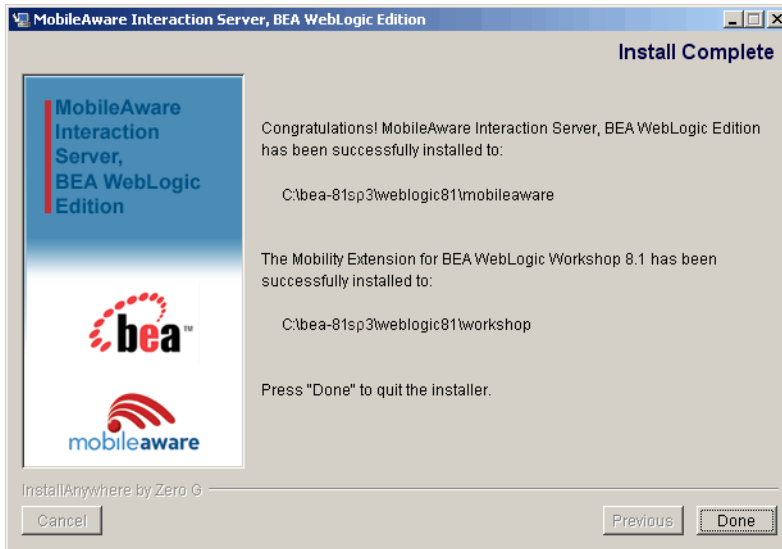 MobileAware Interaction Server, BEA WebLogic Edition
Install Complete
MobileAware
Interaction
Server,
BEA WebLogic
Edition
bea™
mobileaware
Congratulations! MobileAware Interaction Server, BEA WebLogic Edition
has been successfully installed to:
C:\bea-81sp3\weblogic81\mobileaware
The Mobility Extension for BEA WebLogic Workshop 8.1 has been
successfully installed to:
C:\bea-81sp3\weblogic81\workshop
Press "Done" to quit the installer.
InstallAnywhere by Zero G
Cancel
Previous
Done